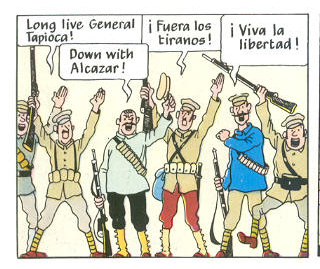 Long live General
Tapioca!
Down with
Alcazar!
¡Fuera los
tiranos!
¡Viva la
libertad!